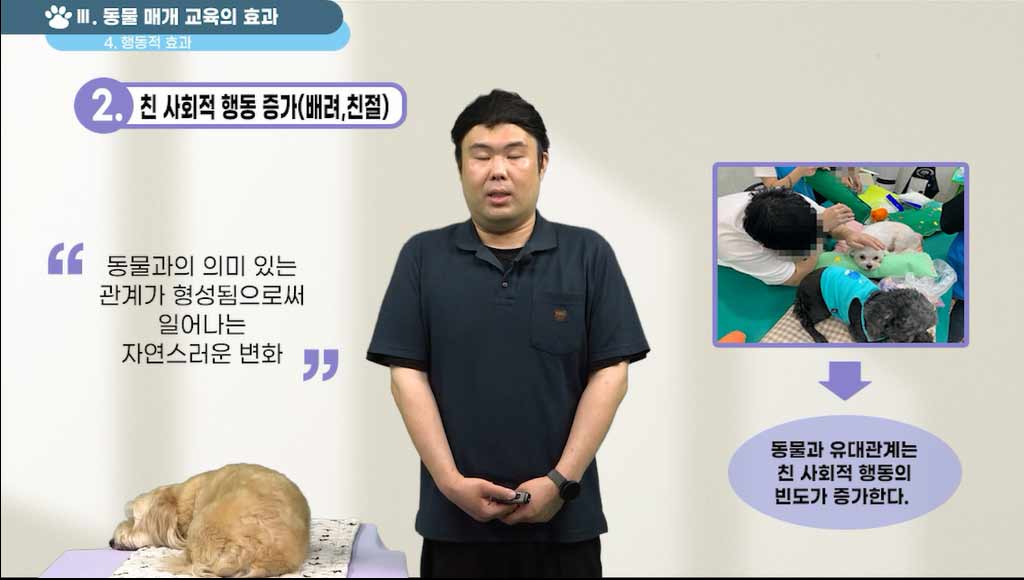 Ⅲ. 동물 매개 교육의 효과
4. 행동적 효과
2. 친 사회적 행동 증가(배려,친절)
“ 동물과의 의미 있는
관계가 형성됨으로써
일어나는
자연스러운 변화 ”
동물과 유대관계는
친 사회적 행동의
빈도가 증가한다.